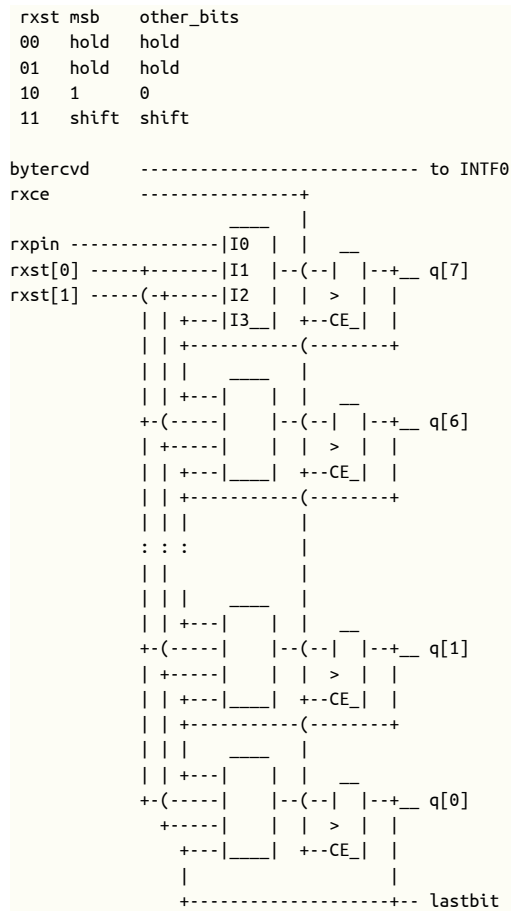 rxst msb    other_bits
 00   hold   hold
 01   hold   hold
 10   1      0
 11   shift  shift
bytercvd     ---------------------------- to INTF0
rxce         ----------------+
                      ____   |
rxpin ---------------|I0  |  |   __
rxst[0] -----+-------|I1  |--(--|  |--+__ q[7]
rxst[1] -----(-+-----|I2  |  |  | >  |  |
             | | +---|I3__|  +--CE_|  |
             | | +-----------(--------+
             | | |    ____   |
             | | +---|    |  |   __
             +-(-----|    |--(--|  |--+__ q[6]
             | +-----|    |  |  | >  |  |
             | | +---|____|  +--CE_|  |
             | | +-----------(--------+
             | | |           |
             : : :           |
             | |             |
             | | |    ____   |
             | | +---|    |  |   __
             +-(-----|    |--(--|  |--+__ q[1]
             | +-----|    |  |  | >  |  |
             | | +---|____|  +--CE_|  |
             | | +-----------(--------+
             | | |    ____   |
             | | +---|    |  |   __
             +-(-----|    |--(--|  |--+__ q[0]
               +-----|    |  |  | >  |  |
                 +---|____|  +--CE_|  |
                 |                    |
                 +--------------------+-- lastbit